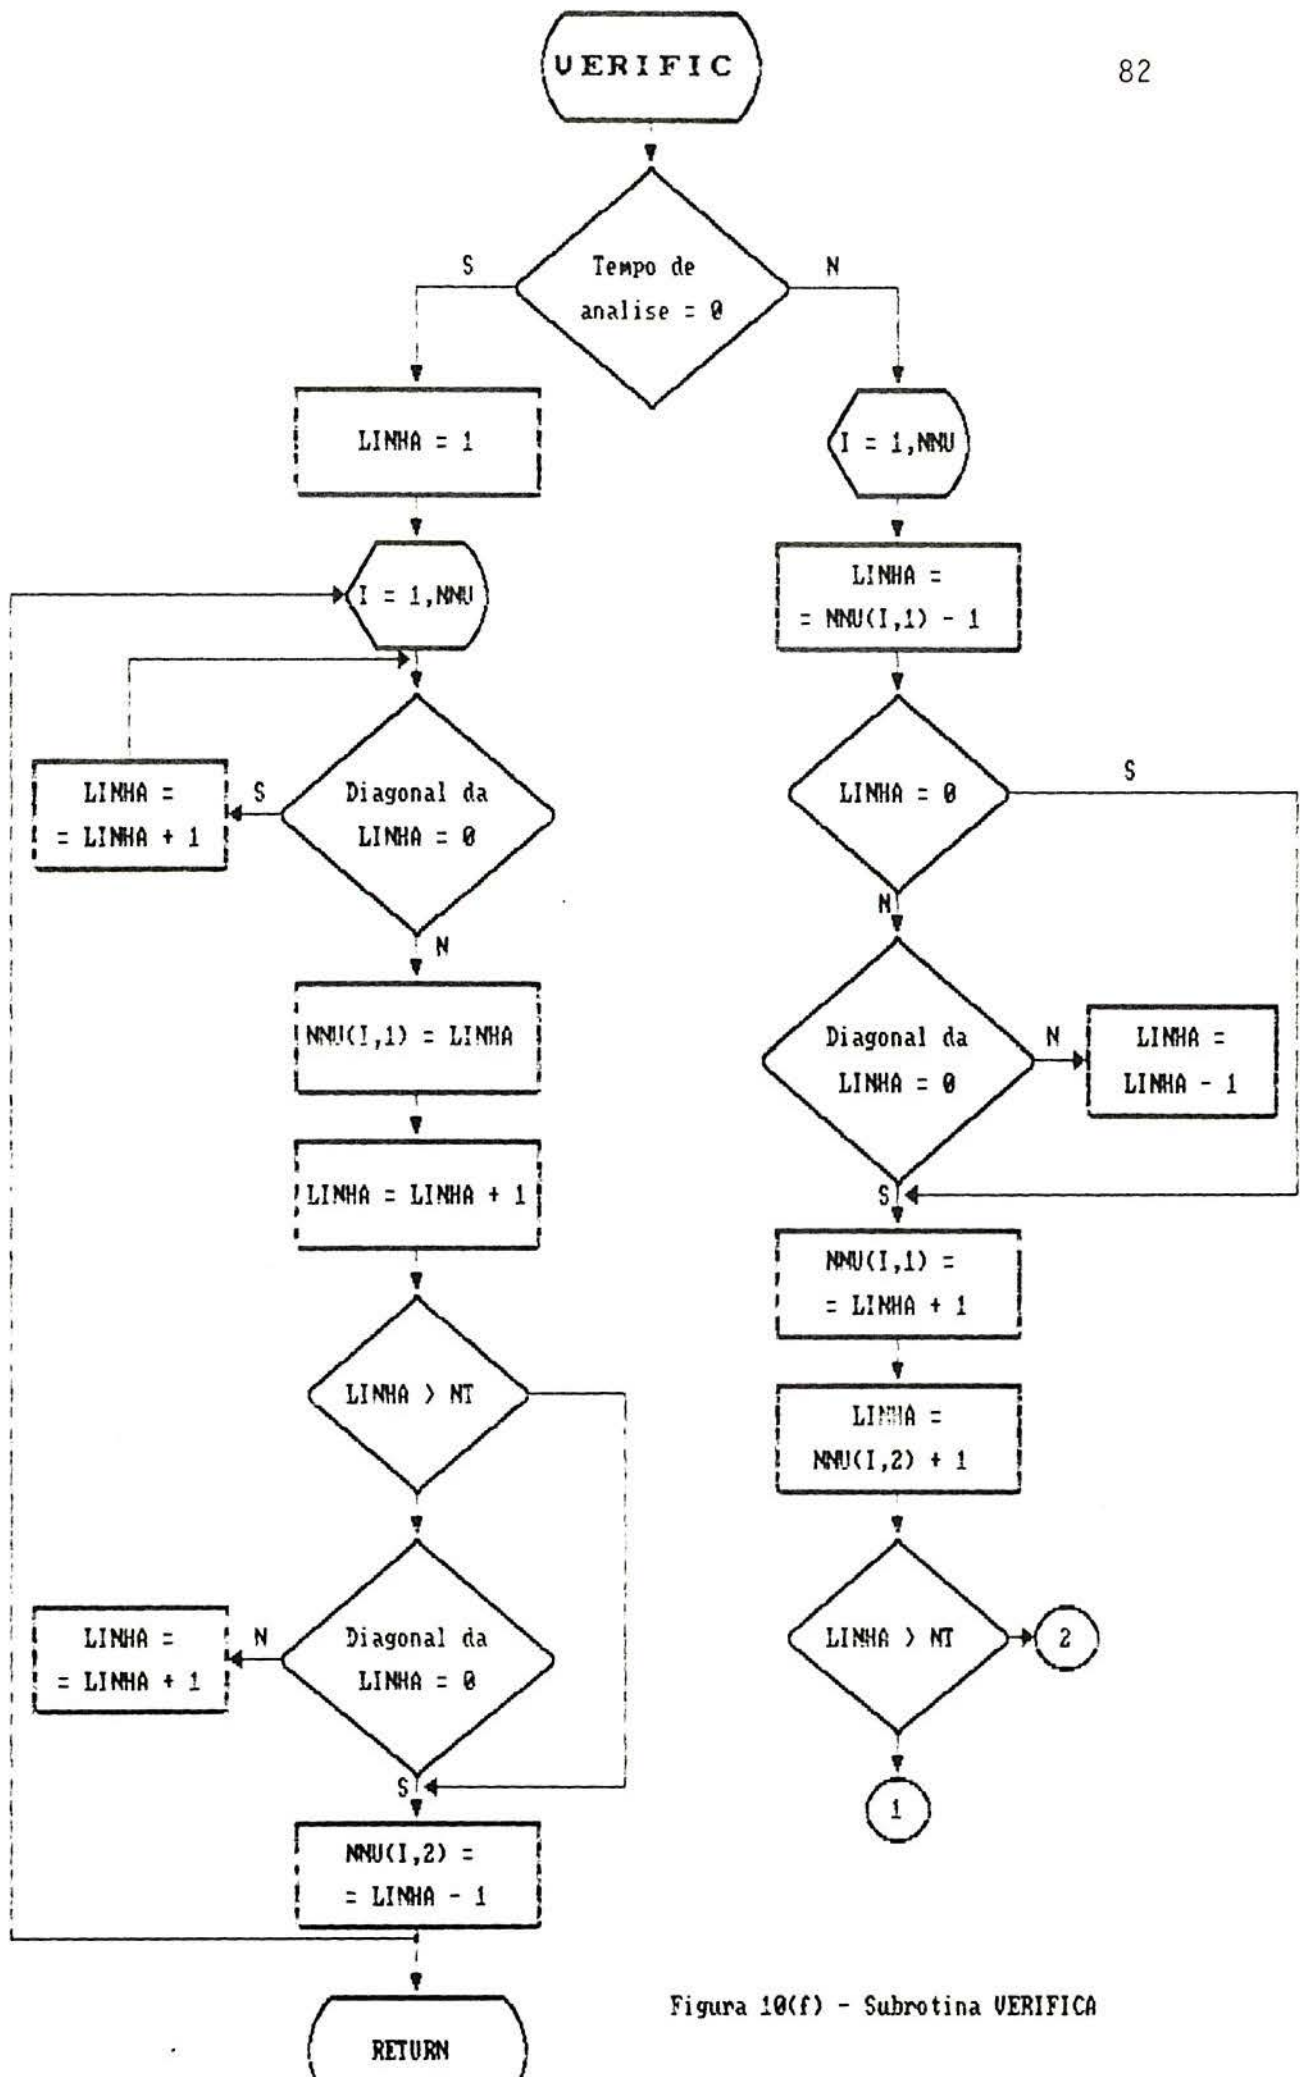 82
VERIFIC
Tempo de
analise = 0
S
N
LINHA = 1
I = 1,NNU
I = 1,NNU
LINHA =
= NNU(I,1) - 1
LINHA =
= LINHA + 1
S
Diagonal da
LINHA = 0
N
LINHA = 0
S
N
NNU(I,1) = LINHA
Diagonal da
LINHA = 0
N
LINHA =
LINHA - 1
S
LINHA = LINHA + 1
NNU(I,1) =
= LINHA + 1
LINHA > NT
LINHA =
NNU(I,2) + 1
LINHA =
= LINHA + 1
N
Diagonal da
LINHA = 0
S
LINHA > NT
2
1
NNU(I,2) =
= LINHA - 1
RETURN
Figura 10(f) - Subrotina VERIFICA